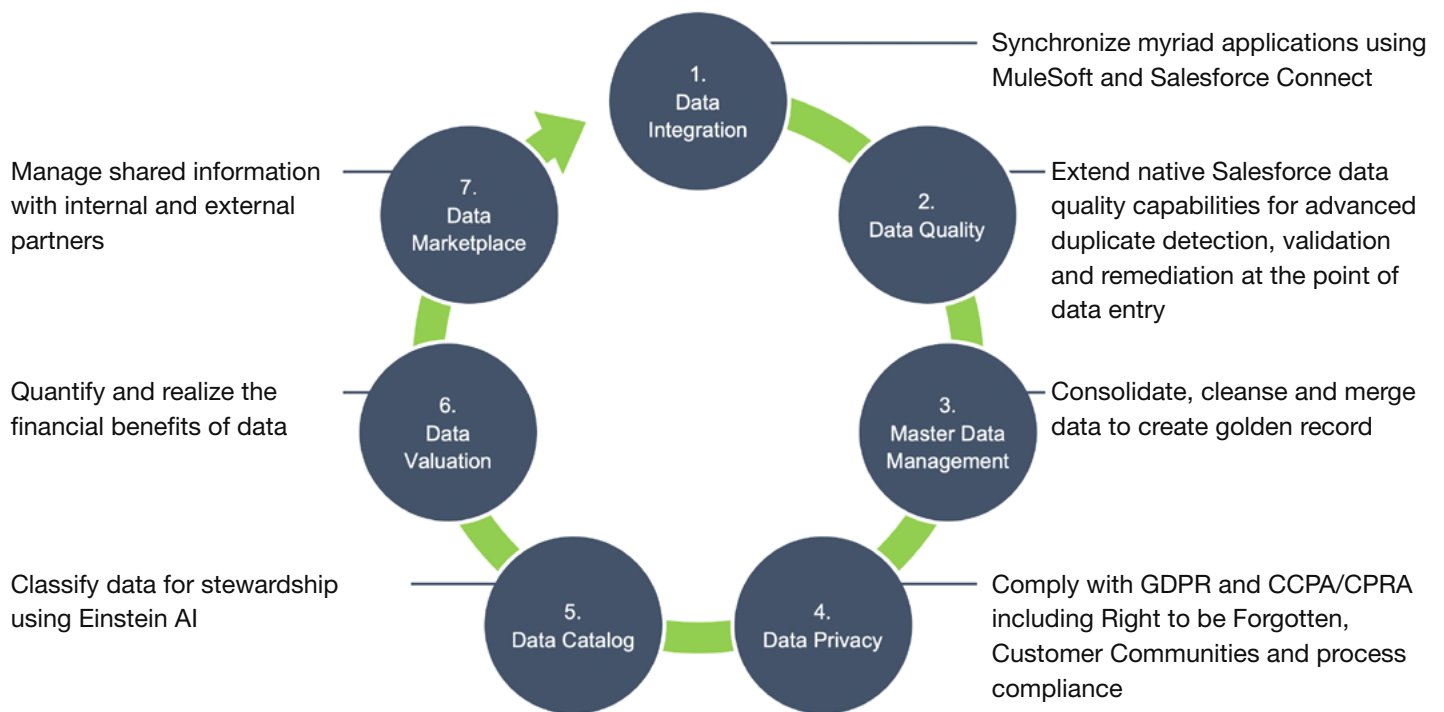 1.
Data
Integration
Synchronize myriad applications using
MuleSoft and Salesforce Connect
2.
Data Quality
Extend native Salesforce data
quality capabilities for advanced
duplicate detection, validation
and remediation at the point of
data entry
3.
Master Data
Management
Consolidate, cleanse and merge
data to create golden record
4.
Data Privacy
Comply with GDPR and CCPA/CPRA
including Right to be Forgotten,
Customer Communities and process
compliance
5.
Data Catalog
Classify data for stewardship
using Einstein AI
6.
Data
Valuation
Quantify and realize the
financial benefits of data
7.
Data
Marketplace
Manage shared information
with internal and external
partners